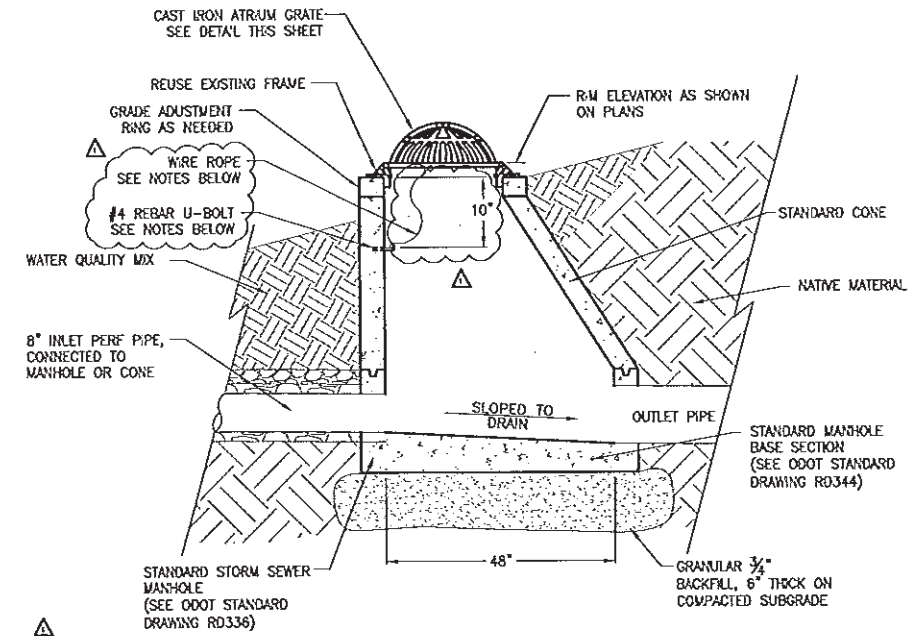 CAST IRON ATRIUM GRATE
SEE DETAIL THIS SHEET
REUSE EXISTING FRAME
GRADE ADUSTMENT
RING AS NEEDED
WIRE ROPE
SEE NOTES BELOW
#4 REBAR U-BOLT
SEE NOTES BELOW
WATER QUALITY MIX
8" INLET PERF PIPE,
CONNECTED TO
MANHOLE OR CONE
RIM ELEVATION AS SHOWN
ON PLANS
10"
STANDARD CONE
NATIVE MATERIAL
SLOPED TO
DRAIN
OUTLET PIPE
STANDARD MANHOLE
BASE SECTION
(SEE ODOT STANDARD
DRAWING RD344)
48"
STANDARD STORM SEWER
MANHOLE
(SEE ODOT STANDARD
DRAWING RD336)
GRANULAR 3/4"
BACKFILL, 6" THICK ON
COMPACTED SUBGRADE